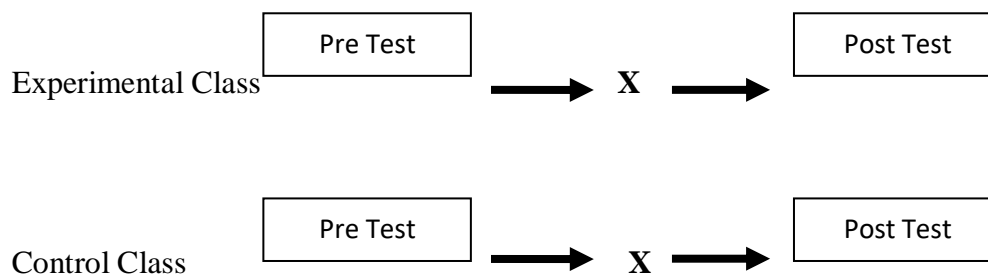 Pre Test Post Test
Experimental Class X
Pre Test Post Test
Control Class X